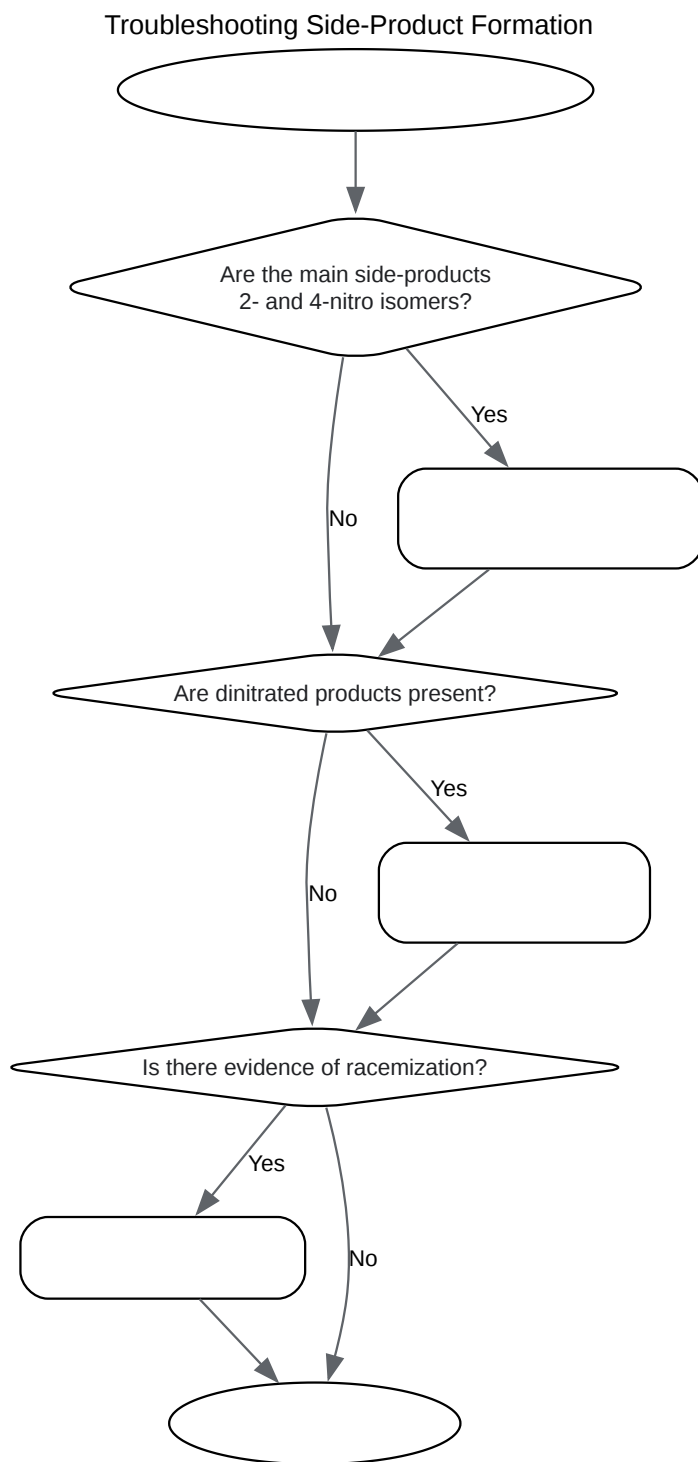 Troubleshooting Side-Product Formation
Are the main side-products
2- and 4-nitro isomers?
Yes
No
Are dinitrated products present?
Yes
No
Is there evidence of racemization?
Yes
No